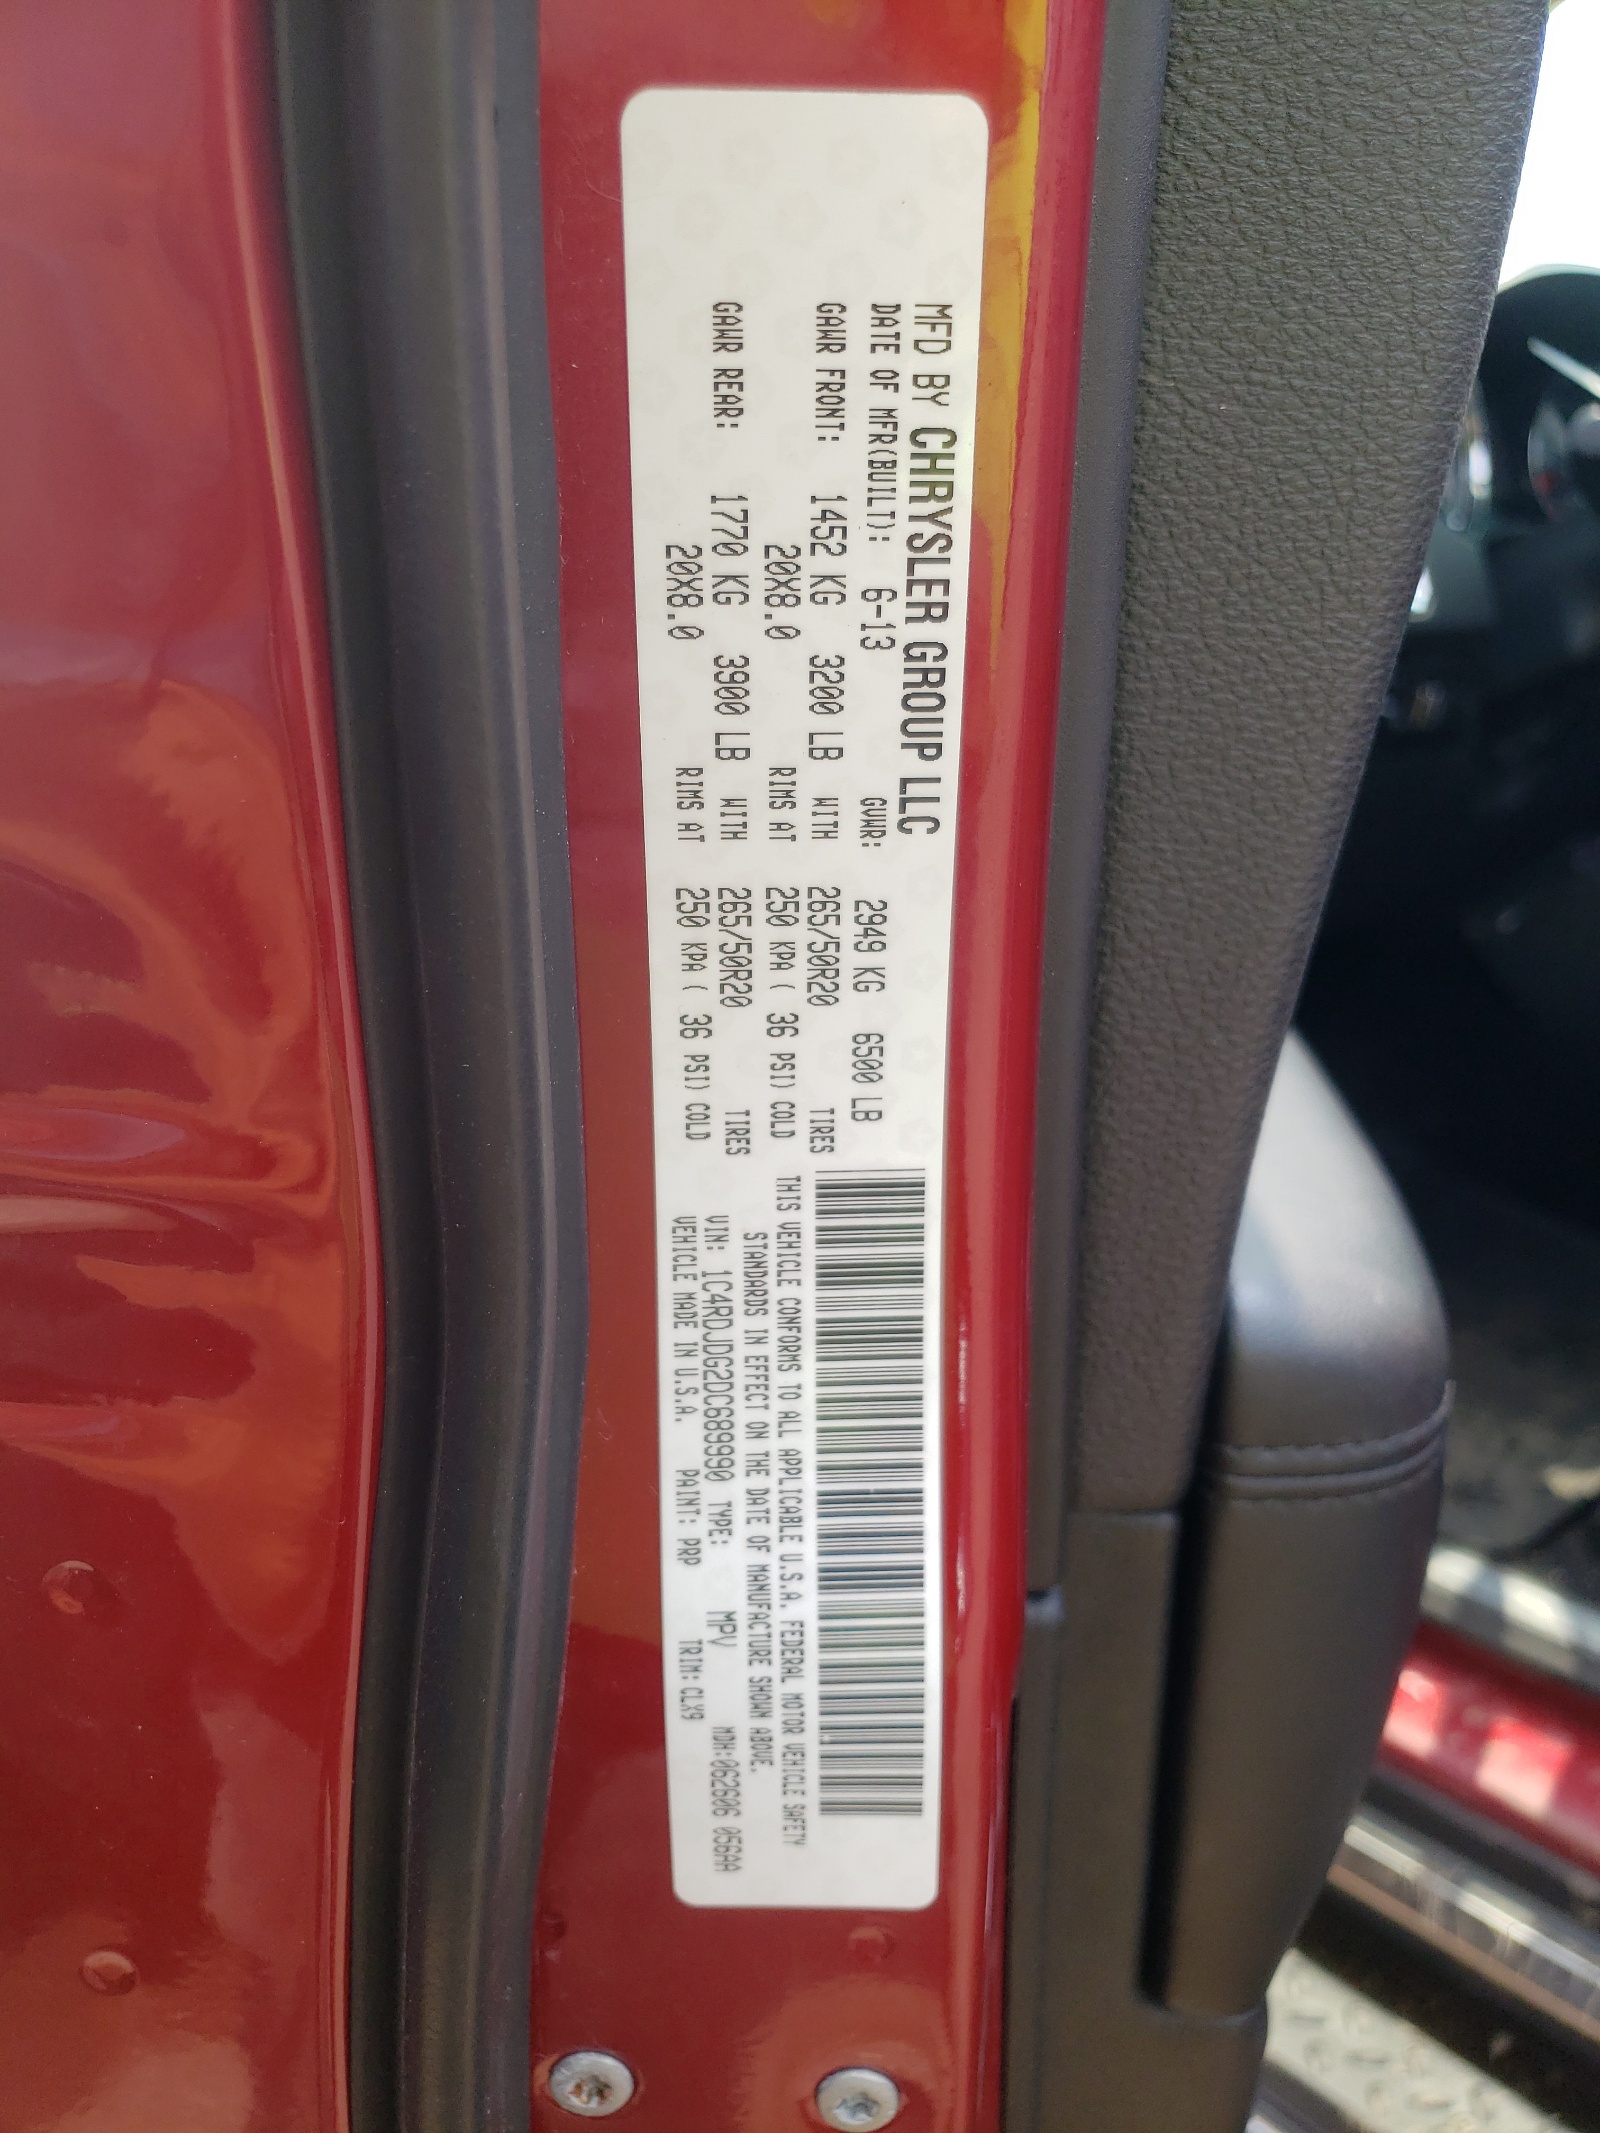 MFD BY CHRYSLER GROUP LLC
DATE OF MFR(BUILT): 6-13 GVWR: 2949 KG 6500 LB
GAWR FRONT: 1452 KG 3200 LB WITH 265/50R20 TIRES
20X8.0 RIMS AT 250 KPA ( 36 PSI) COLD
GAWR REAR: 1770 KG 3900 LB WITH 265/50R20 TIRES
20X8.0 RIMS AT 250 KPA ( 36 PSI) COLD
THIS VEHICLE CONFORMS TO ALL APPLICABLE U.S.A. FEDERAL MOTOR VEHICLE SAFETY
STANDARDS IN EFFECT ON THE DATE OF MANUFACTURE SHOWN ABOVE.
VIN: 1C4RDJDG2DC689990 TYPE: MPV MDH:062606 056AA
VEHICLE MADE IN U.S.A. PAINT: PRP TRIM: CLX9